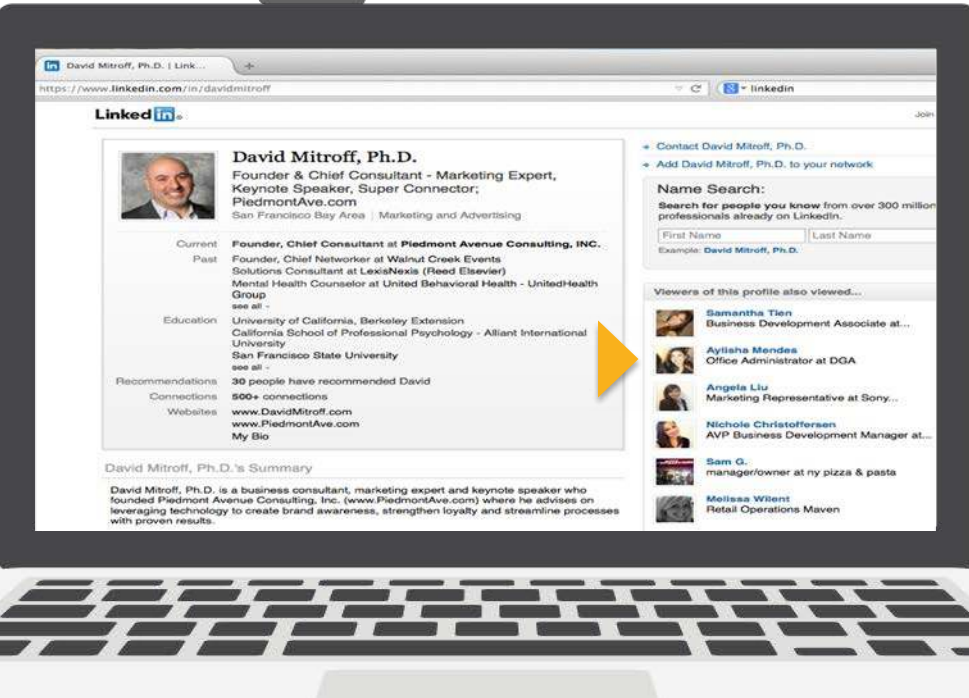 David Mitroff, Ph.D. | Link...
https://www.linkedin.com/in/davidmitroff
linkedin
Linked in
Join
David Mitroff, Ph.D.
Founder & Chief Consultant - Marketing Expert,
Keynote Speaker, Super Connector;
PiedmontAve.com
San Francisco Bay Area | Marketing and Advertising
Current Founder, Chief Consultant at Piedmont Avenue Consulting, INC.
Past Founder, Chief Networker at Walnut Creek Events
Solutions Consultant at LexisNexis (Reed Elsevier)
Mental Health Counselor at United Behavioral Health - UnitedHealth
Group
see all
Education University of California, Berkeley Extension
California School of Professional Psychology - Alliant International
University
San Francisco State University
see all
Recommendations 30 people have recommended David
Connections 500+ connections
Websites www.DavidMitroff.com
www.PiedmontAve.com
My Bio
David Mitroff, Ph.D.'s Summary
David Mitroff, Ph.D. is a business consultant, marketing expert and keynote speaker who
founded Piedmont Avenue Consulting, Inc. (www.PiedmontAve.com) where he advises on
leveraging technology to create brand awareness, strengthen loyalty and streamline processes
with proven results.
Contact David Mitroff, Ph.D.
Add David Mitroff, Ph.D. to your network
Name Search:
Search for people you know from over 300 million
professionals already on LinkedIn.
First Name Last Name
Example: David Mitroff, Ph.D.
Viewers of this profile also viewed...
Samantha Tien
Business Development Associate at...
Aylisha Mendes
Office Administrator at DGA
Angela Liu
Marketing Representative at Sony...
Nichole Christoffersen
AVP Business Development Manager at...
Sam G.
manager/owner at ny pizza & pasta
Melissa Wilent
Retail Operations Maven